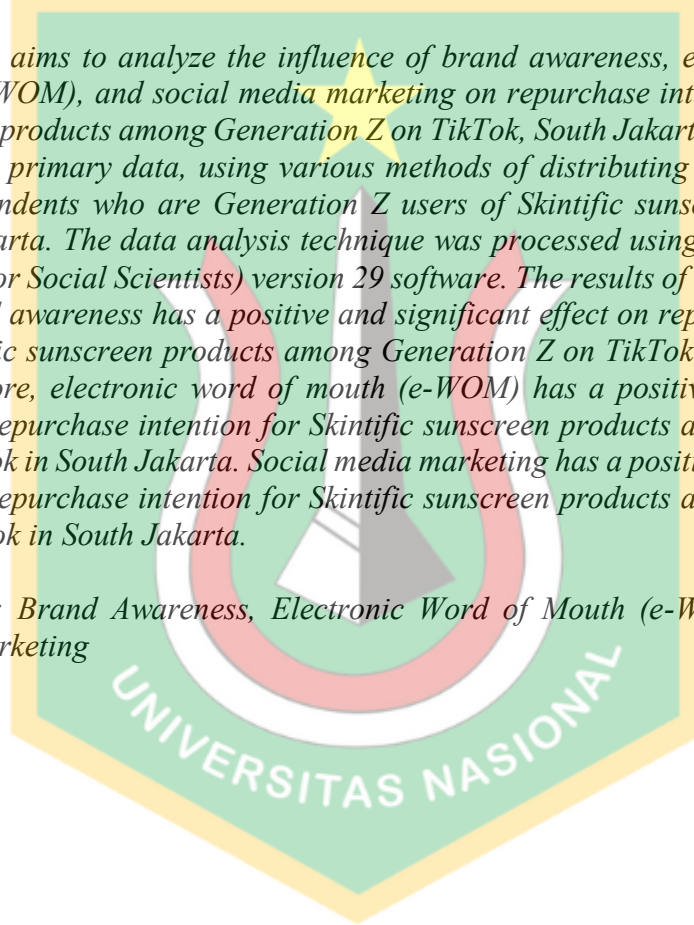 aims to analyze the influence of brand awareness, e
WOM), and social media marketing on repurchase int
products among Generation Z on TikTok, South Jakart
primary data, using various methods of distributing
ndents who are Generation Z users of Skintific sunsc
arta. The data analysis technique was processed using
or Social Scientists) version 29 software. The results of
d awareness has a positive and significant effect on rep
ic sunscreen products among Generation Z on TikTok
ore, electronic word of mouth (e-WOM) has a positiv
repurchase intention for Skintific sunscreen products a
ok in South Jakarta. Social media marketing has a positi
repurchase intention for Skintific sunscreen products a
ok in South Jakarta.
: Brand Awareness, Electronic Word of Mouth (e-W
rketing
UNIVERSITAS NASIONAL